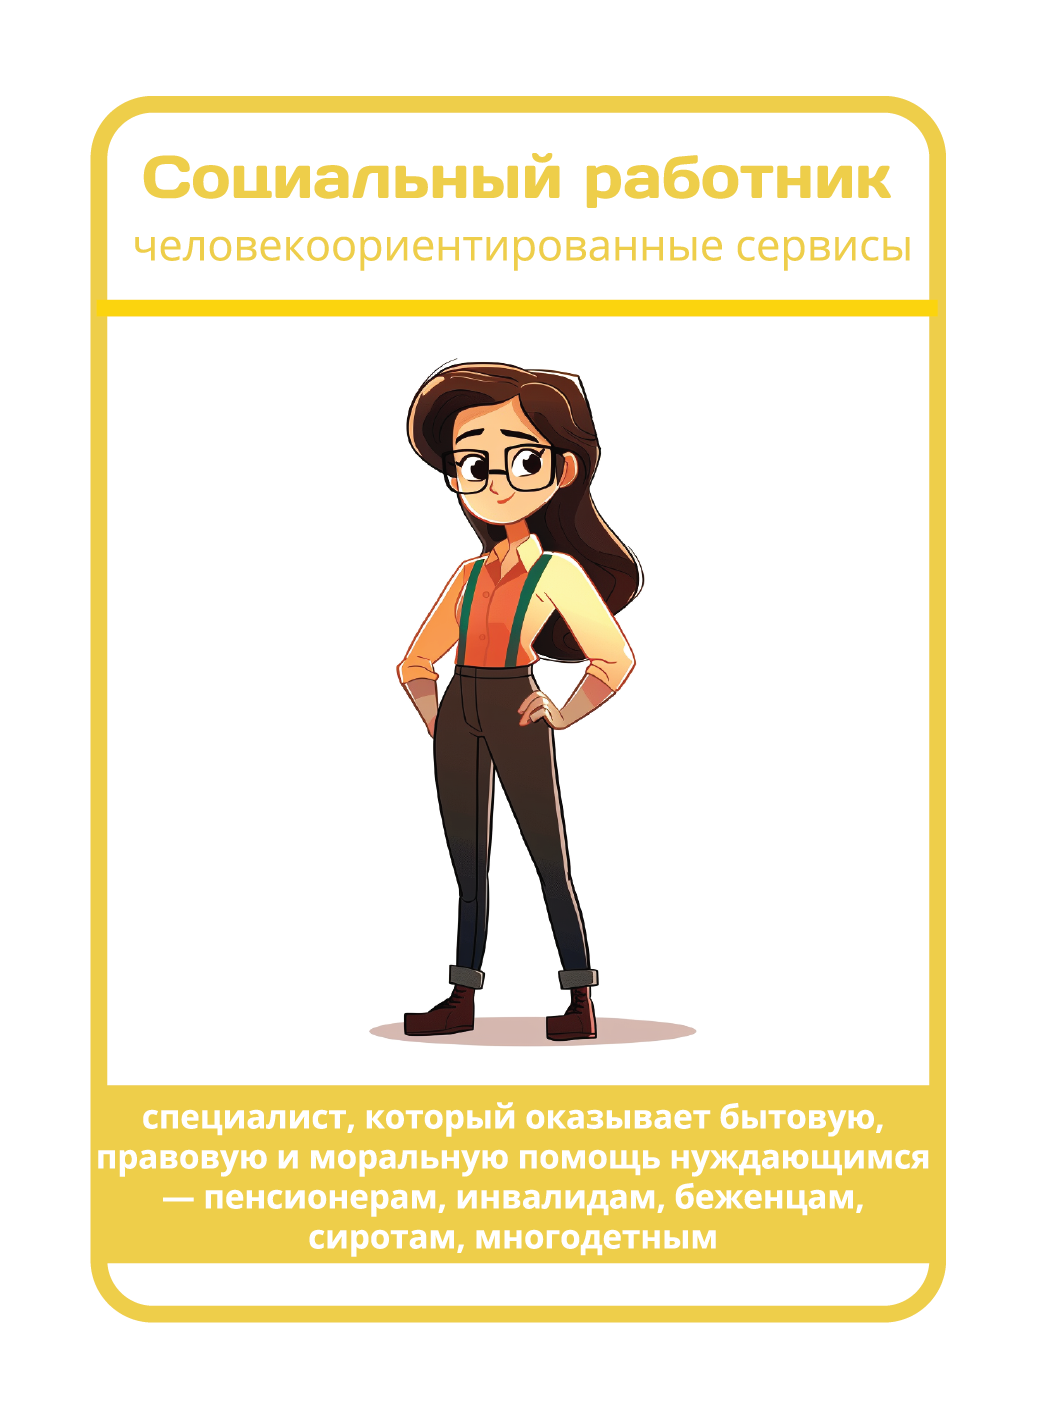 Социальный работник
человекоориентированные сервисы
специалист, который оказывает бытовую,
правовую и моральную помощь нуждающимся
— пенсионерам, инвалидам, беженцам,
сиротам, многодетным